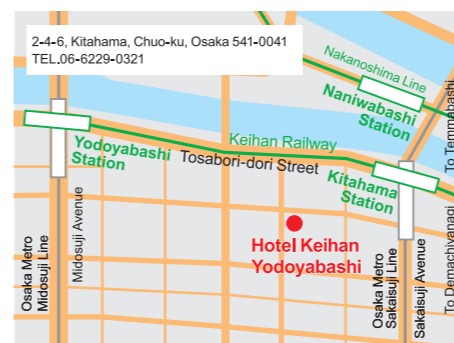 2-4-6, Kitahama, Chuo-ku, Osaka 541-0041
TEL.06-6229-0321
Nakanoshima Line
Naniwabashi
Station
To Temmabashi
Keihan Railway
Yodoyabashi
Station
Tosabori-dori Street
Kitahama
Station
Midosuji Avenue
Hotel Keihan
Yodoyabashi
Osaka Metro
Midosuji Line
Osaka Metro
Sakaisuji Line
Sakaisuji Avenue
To Demachiyanagi